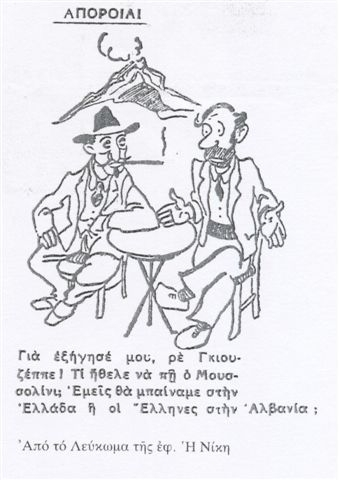 ΑΠΟΡΟΙΑΙ
Γιὰ ἐξήγησέ μου, ρὲ Γκιου-
ζέππε! Τί ἤθελε νὰ πῇ ὁ Μουσ-
σολίνι; Ἐμεῖς θὰ μπαίναμε στὴν
Ἑλλάδα ἢ οἱ Ἕλληνες στὴν Ἀλβανία;
Ἀπό τό Λεύκωμα τῆς ἐφ. Ἡ Νίκη